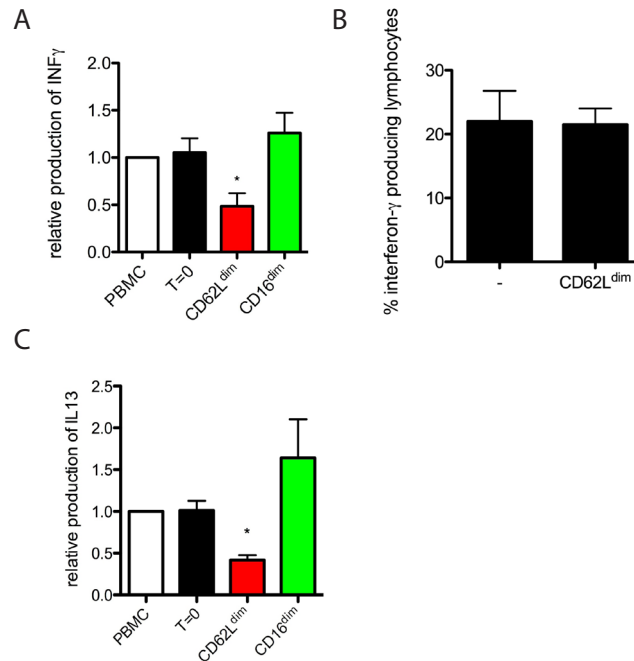 A
relative production of INFγ
2.0
1.5
1.0
0.5
0.0
*
PBMC
T=0
CD62Ldim
CD16dim
B
% interferon-γ producing lymphocytes
30
20
10
0
-
CD62Ldim
C
relative production of IL13
2.5
2.0
1.5
1.0
0.5
0.0
*
PBMC
T=0
CD62Ldim
CD16dim